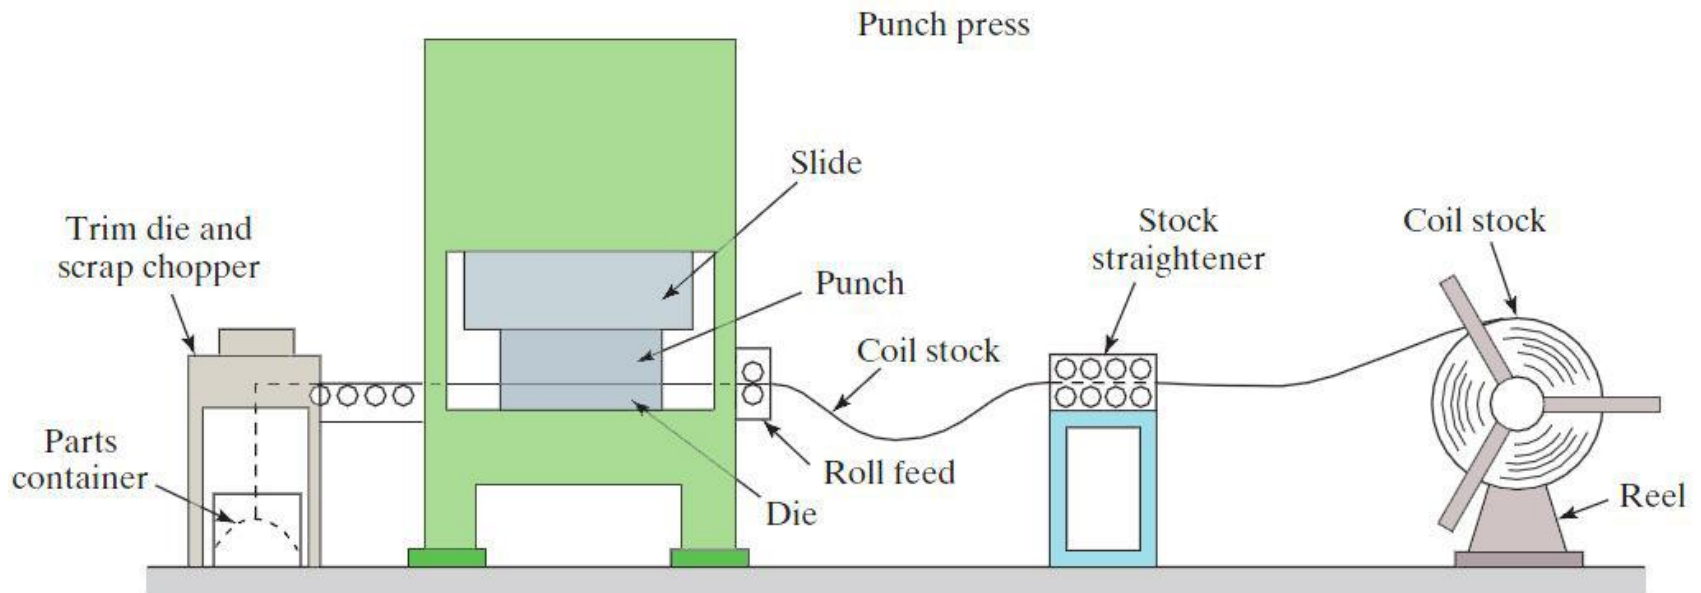 Punch press
Slide
Trim die and
scrap chopper
Stock
straightener
Coil stock
Punch
Coil stock
Parts
container
Roll feed
Die
Reel